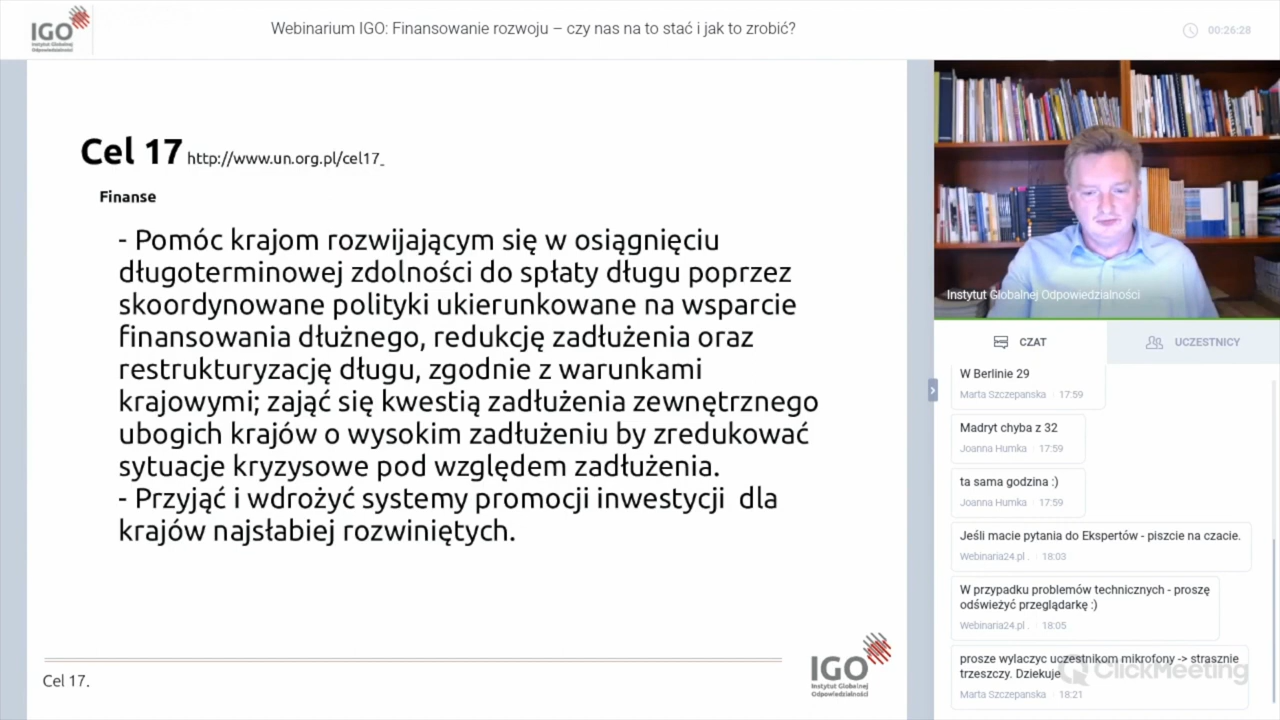 IGO
Instytut Globalnej
Odpowiedzialności
Webinarium IGO: Finansowanie rozwoju – czy nas na to stać i jak to zrobić?
00:26:28
Cel 17 http://www.un.org.pl/cel17_
Finanse
- Pomóc krajom rozwijającym się w osiągnięciu
długoterminowej zdolności do spłaty długu poprzez
skoordynowane polityki ukierunkowane na wsparcie
finansowania dłużnego, redukcję zadłużenia oraz
restrukturyzację długu, zgodnie z warunkami
krajowymi; zająć się kwestią zadłużenia zewnętrznego
ubogich krajów o wysokim zadłużeniu by zredukować
sytuacje kryzysowe pod względem zadłużenia.
- Przyjąć i wdrożyć systemy promocji inwestycji dla
krajów najsłabiej rozwiniętych.
Cel 17.
IGO
Instytut Globalnej
Odpowiedzialności
Instytut Globalnej Odpowiedzialności
CZAT
UCZESTNICY
W Berlinie 29
Marta Szczepanska 17:59
Madryt chyba z 32
Joanna Humka 17:59
ta sama godzina :)
Joanna Humka 17:59
Jeśli macie pytania do Ekspertów - piszcie na czacie.
Webinaria24.pl . 18:03
W przypadku problemów technicznych - proszę
odświeżyć przeglądarkę :)
Webinaria24.pl . 18:05
prosze wylaczyc uczestnikom mikrofony -> strasznie
trzeszczy. Dziekuje
Marta Szczepanska 18:21
ClickMeeting